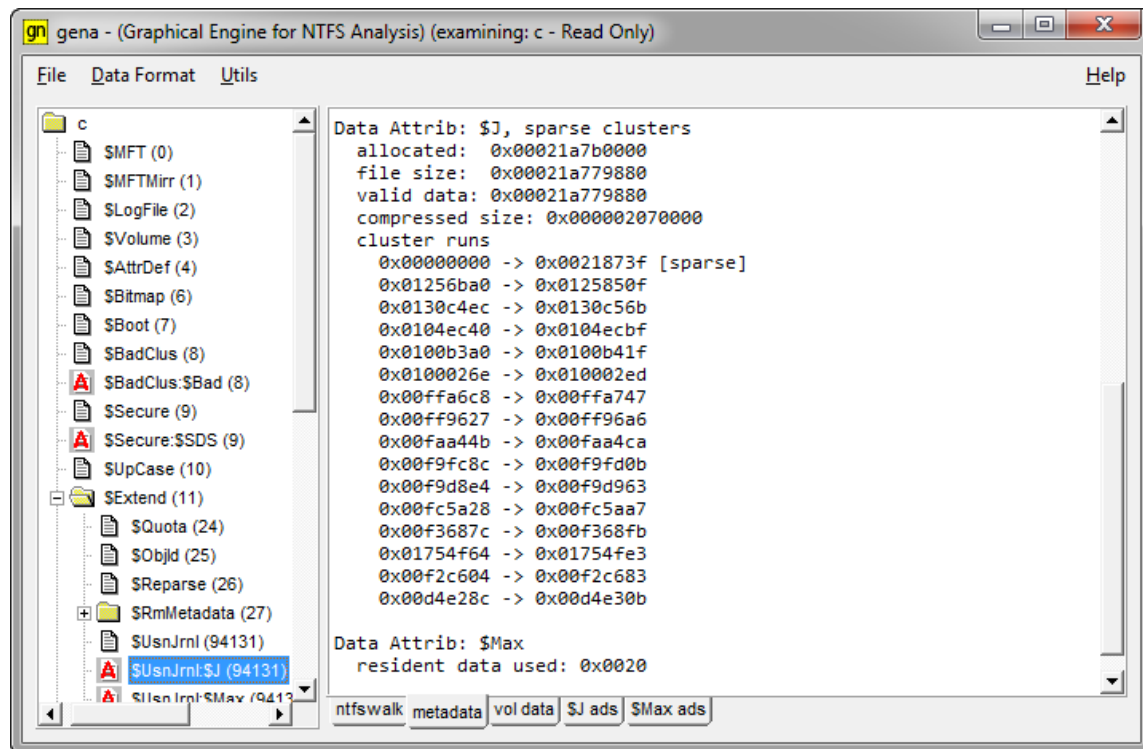 gn gena - (Graphical Engine for NTFS Analysis) (examining: c - Read Only)
File Data Format Utils Help
c
$MFT (0)
$MFTMirr (1)
$LogFile (2)
$Volume (3)
$AttrDef (4)
$Bitmap (6)
$Boot (7)
$BadClus (8)
$BadClus:$Bad (8)
$Secure (9)
$Secure:$SDS (9)
$UpCase (10)
$Extend (11)
$Quota (24)
$ObjId (25)
$Reparse (26)
$RmMetadata (27)
$UsnJrnl (94131)
$UsnJrnl:$J (94131)
$UsnJrnl:$Max (9413
Data Attrib: $J, sparse clusters
allocated: 0x00021a7b0000
file size: 0x00021a779880
valid data: 0x00021a779880
compressed size: 0x000002070000
cluster runs
0x00000000 -> 0x0021873f [sparse]
0x01256ba0 -> 0x0125850f
0x0130c4ec -> 0x0130c56b
0x0104ec40 -> 0x0104ecbf
0x0100b3a0 -> 0x0100b41f
0x0100026e -> 0x010002ed
0x00ffa6c8 -> 0x00ffa747
0x00ff9627 -> 0x00ff96a6
0x00faa44b -> 0x00faa4ca
0x00f9fc8c -> 0x00f9fd0b
0x00f9d8e4 -> 0x00f9d963
0x00fc5a28 -> 0x00fc5aa7
0x00f3687c -> 0x00f368fb
0x01754f64 -> 0x01754fe3
0x00f2c604 -> 0x00f2c683
0x00d4e28c -> 0x00d4e30b
Data Attrib: $Max
resident data used: 0x0020
ntfswalk metadata vol data $J ads $Max ads